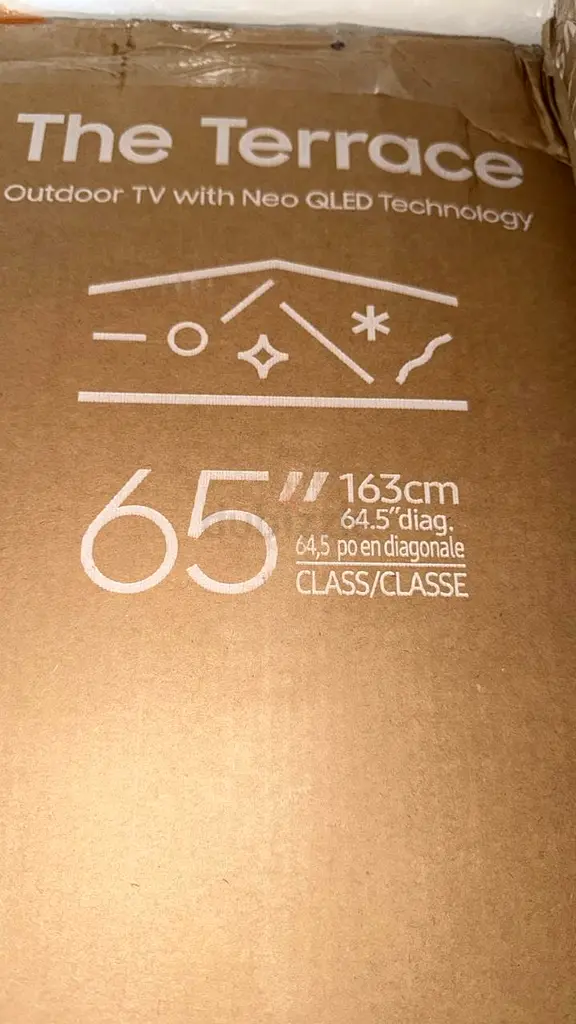 The Terrace
Outdoor TV with Neo QLED Technology
65″
163cm
64.5″diag.
64,5 po en diagonale
CLASS/CLASSE